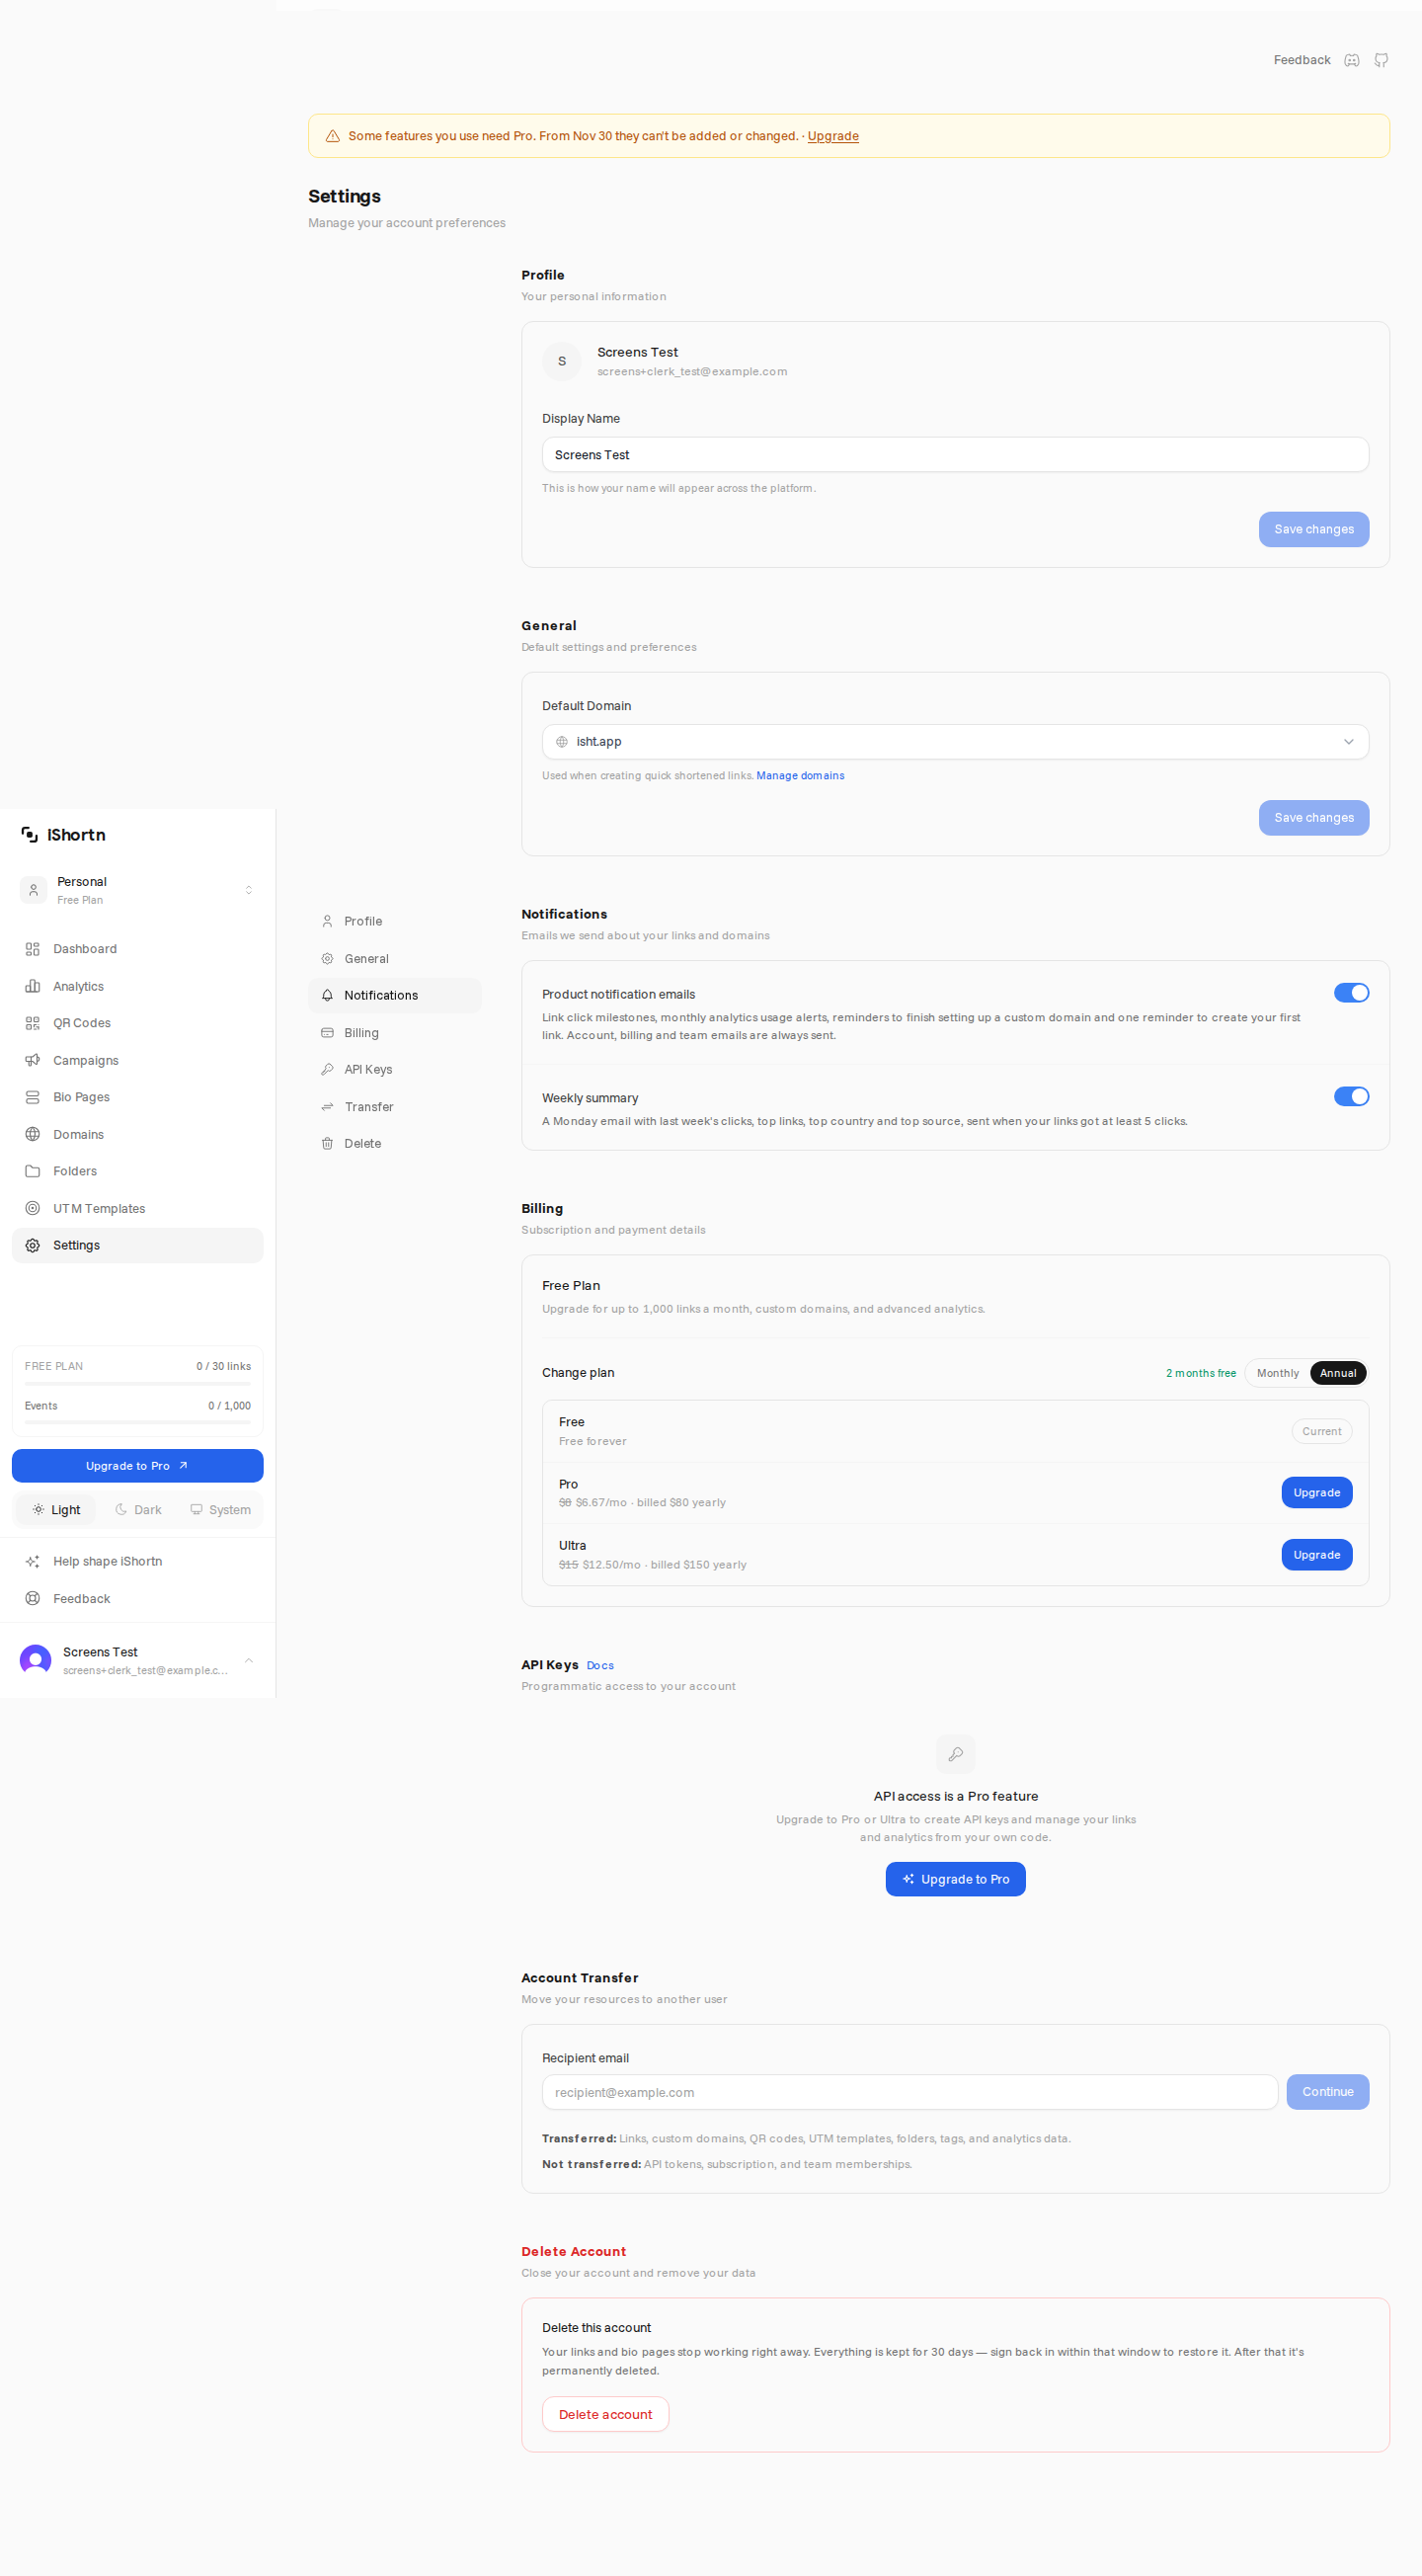 Feedback
Some features you use need Pro. From Nov 30 they can't be added or changed. · Upgrade
Settings
Manage your account preferences
Profile
Your personal information
S
Screens Test
screens+clerk_test@example.com
Display Name
Screens Test
This is how your name will appear across the platform.
Save changes
General
Default settings and preferences
Default Domain
isht.app
Used when creating quick shortened links. Manage domains
Save changes
iShortn
Personal
Free Plan
Dashboard
Analytics
QR Codes
Campaigns
Bio Pages
Domains
Folders
UTM Templates
Settings
FREE PLAN 0 / 30 links
Events 0 / 1,000
Upgrade to Pro
Light Dark System
Help shape iShortn
Feedback
Screens Test
screens+clerk_test@example.c...
Profile
General
Notifications
Billing
API Keys
Transfer
Delete
Notifications
Emails we send about your links and domains
Product notification emails
Link click milestones, monthly analytics usage alerts, reminders to finish setting up a custom domain and one reminder to create your first
link. Account, billing and team emails are always sent.
Weekly summary
A Monday email with last week's clicks, top links, top country and top source, sent when your links got at least 5 clicks.
Billing
Subscription and payment details
Free Plan
Upgrade for up to 1,000 links a month, custom domains, and advanced analytics.
Change plan 2 months free Monthly Annual
Free
Free forever
Current
Pro
$8 $6.67/mo · billed $80 yearly
Upgrade
Ultra
$15 $12.50/mo · billed $150 yearly
Upgrade
API Keys Docs
Programmatic access to your account
API access is a Pro feature
Upgrade to Pro or Ultra to create API keys and manage your links
and analytics from your own code.
Upgrade to Pro
Account Transfer
Move your resources to another user
Recipient email
recipient@example.com
Continue
Transferred: Links, custom domains, QR codes, UTM templates, folders, tags, and analytics data.
Not transferred: API tokens, subscription, and team memberships.
Delete Account
Close your account and remove your data
Delete this account
Your links and bio pages stop working right away. Everything is kept for 30 days — sign back in within that window to restore it. After that it's
permanently deleted.
Delete account